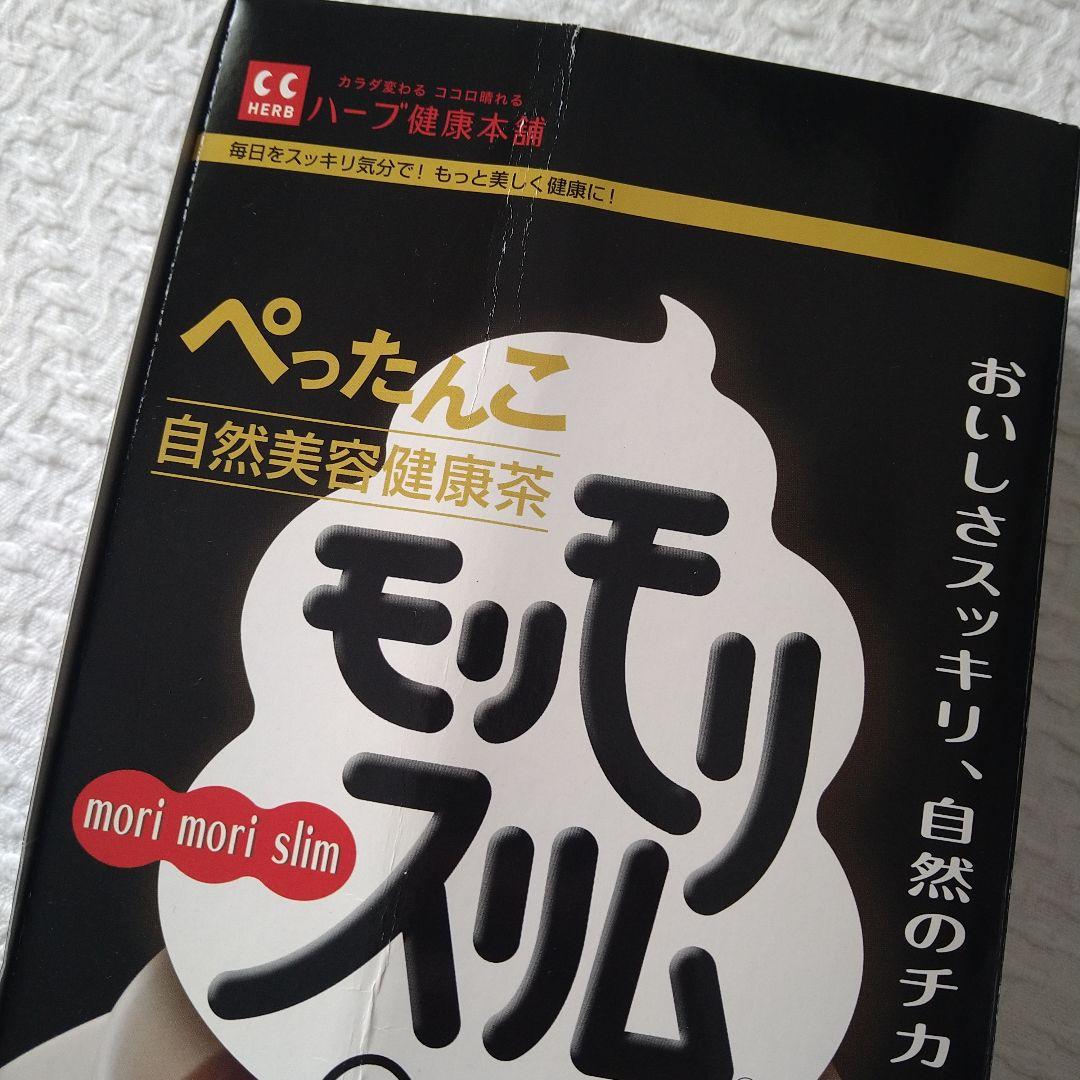 CC
HERB
カラダ変わる ココロ晴れる
ハーブ健康本舗
毎日をスッキリ気分で！もっと美しく健康に！
ぺったんこ
自然美容健康茶
モリモリ
スリム
mori mori slim
おいしさスッキリ、自然のチカ